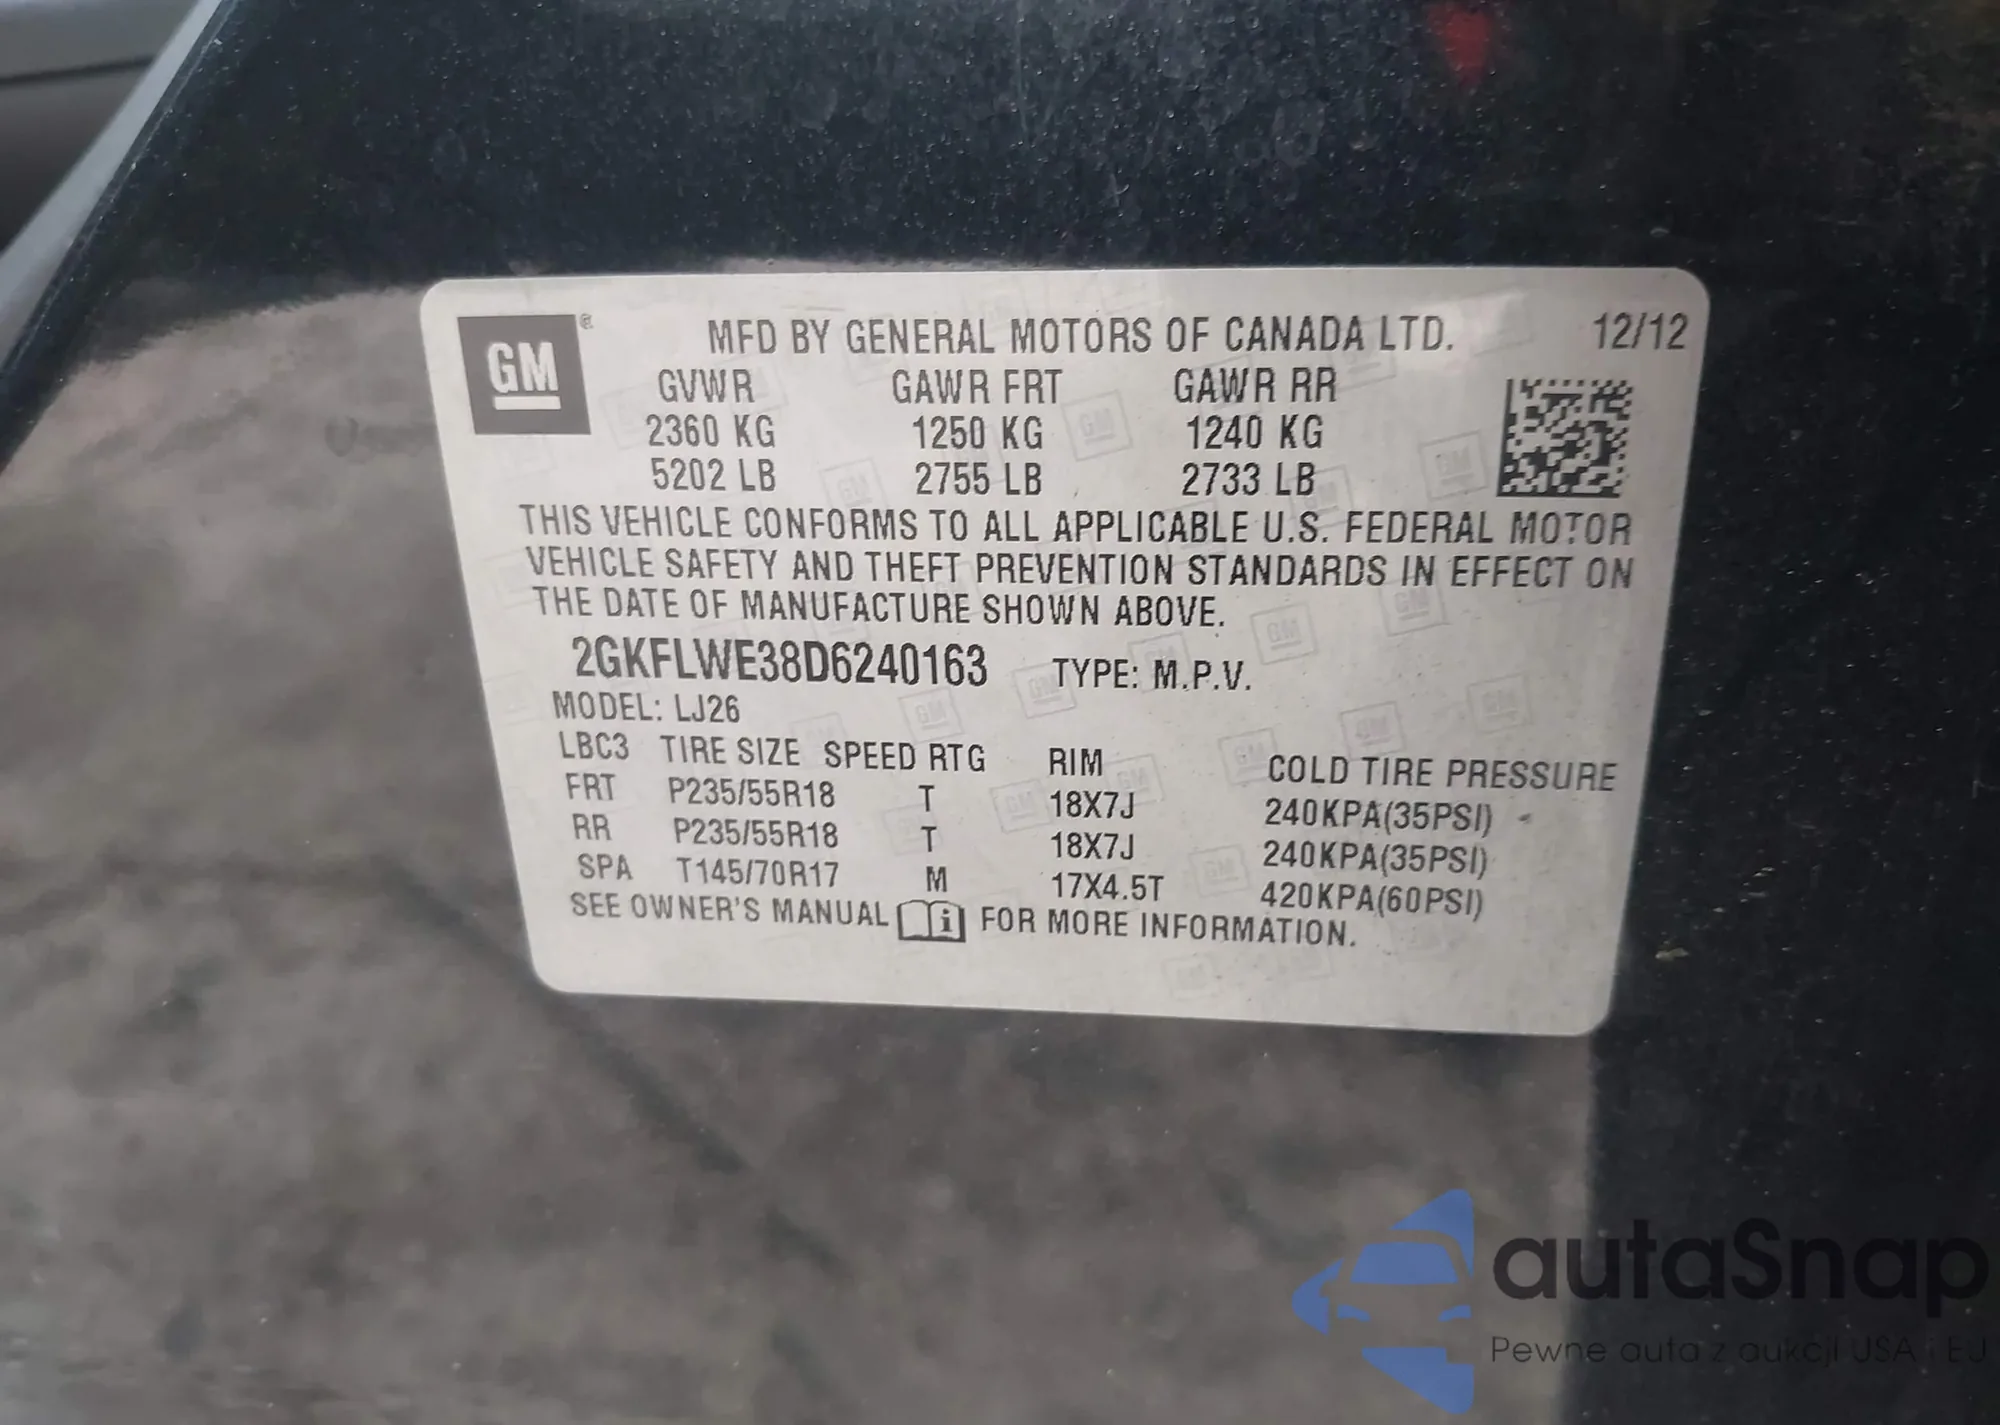 GM ® MFD BY GENERAL MOTORS OF CANADA LTD. 12/12
GVWR GAWR FRT GAWR RR
2360 KG 1250 KG 1240 KG
5202 LB 2755 LB 2733 LB
THIS VEHICLE CONFORMS TO ALL APPLICABLE U.S. FEDERAL MOTOR
VEHICLE SAFETY AND THEFT PREVENTION STANDARDS IN EFFECT ON
THE DATE OF MANUFACTURE SHOWN ABOVE.
2GKFLWE38D6240163 TYPE: M.P.V.
MODEL: LJ26
LBC3 TIRE SIZE SPEED RTG RIM COLD TIRE PRESSURE
FRT P235/55R18 T 18X7J 240KPA(35PSI)
RR P235/55R18 T 18X7J 240KPA(35PSI)
SPA T145/70R17 M 17X4.5T 420KPA(60PSI)
SEE OWNER'S MANUAL i FOR MORE INFORMATION.
autaSnap
Pewne auta z aukcji USA i EU